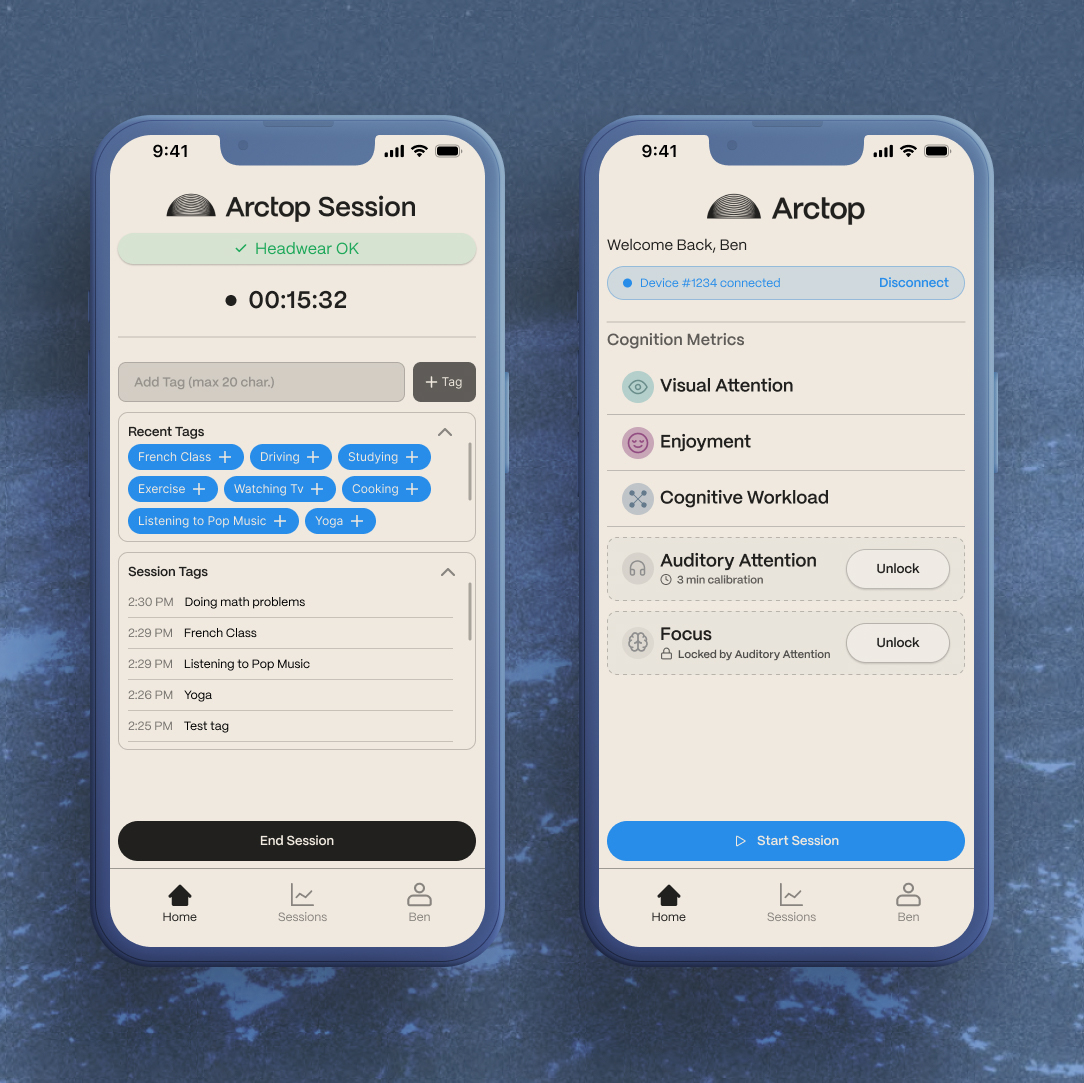 9:41
Arctop Session
Headwear OK
00:15:32
Add Tag (max 20 char.)
+ Tag
Recent Tags
French Class +
Driving +
Studying +
Exercise +
Watching Tv +
Cooking +
Listening to Pop Music +
Yoga +
Session Tags
2:30 PM Doing math problems
2:29 PM French Class
2:29 PM Listening to Pop Music
2:26 PM Yoga
2:25 PM Test tag
End Session
Home
Sessions
Ben
9:41
Arctop
Welcome Back, Ben
Device #1234 connected
Disconnect
Cognition Metrics
Visual Attention
Enjoyment
Cognitive Workload
Auditory Attention
3 min calibration
Unlock
Focus
Locked by Auditory Attention
Unlock
Start Session
Home
Sessions
Ben